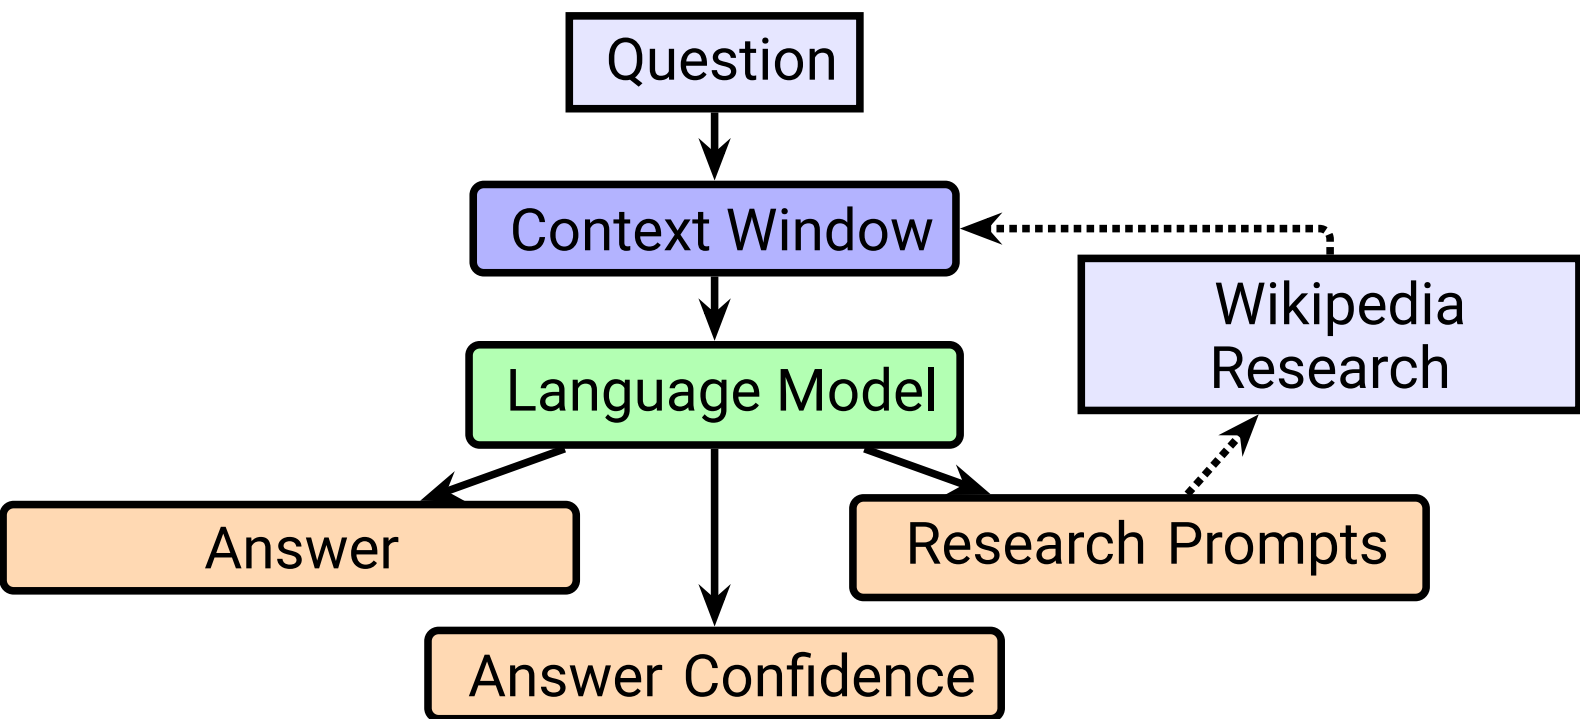 Question
Context Window
Wikipedia
Research
Language Model
Answer
Research Prompts
Answer Confidence